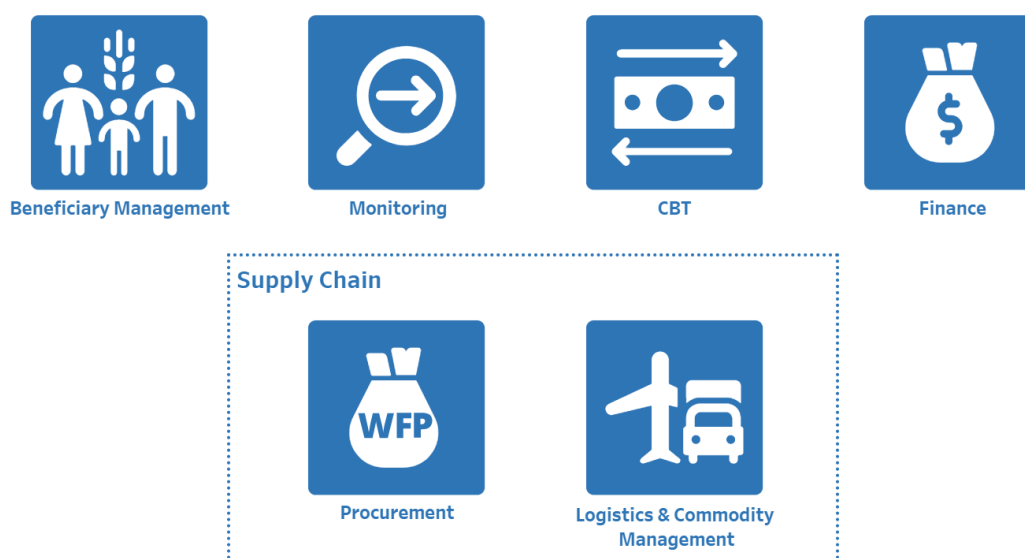 Beneficiary Management
Monitoring
CBT
$
Finance
Supply Chain
WFP
Procurement
Logistics & Commodity
Management